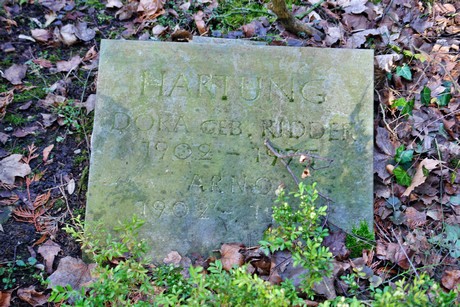 HARTUNG
DORA GEB. RIDDER
1902 –
ARNO
1902 –